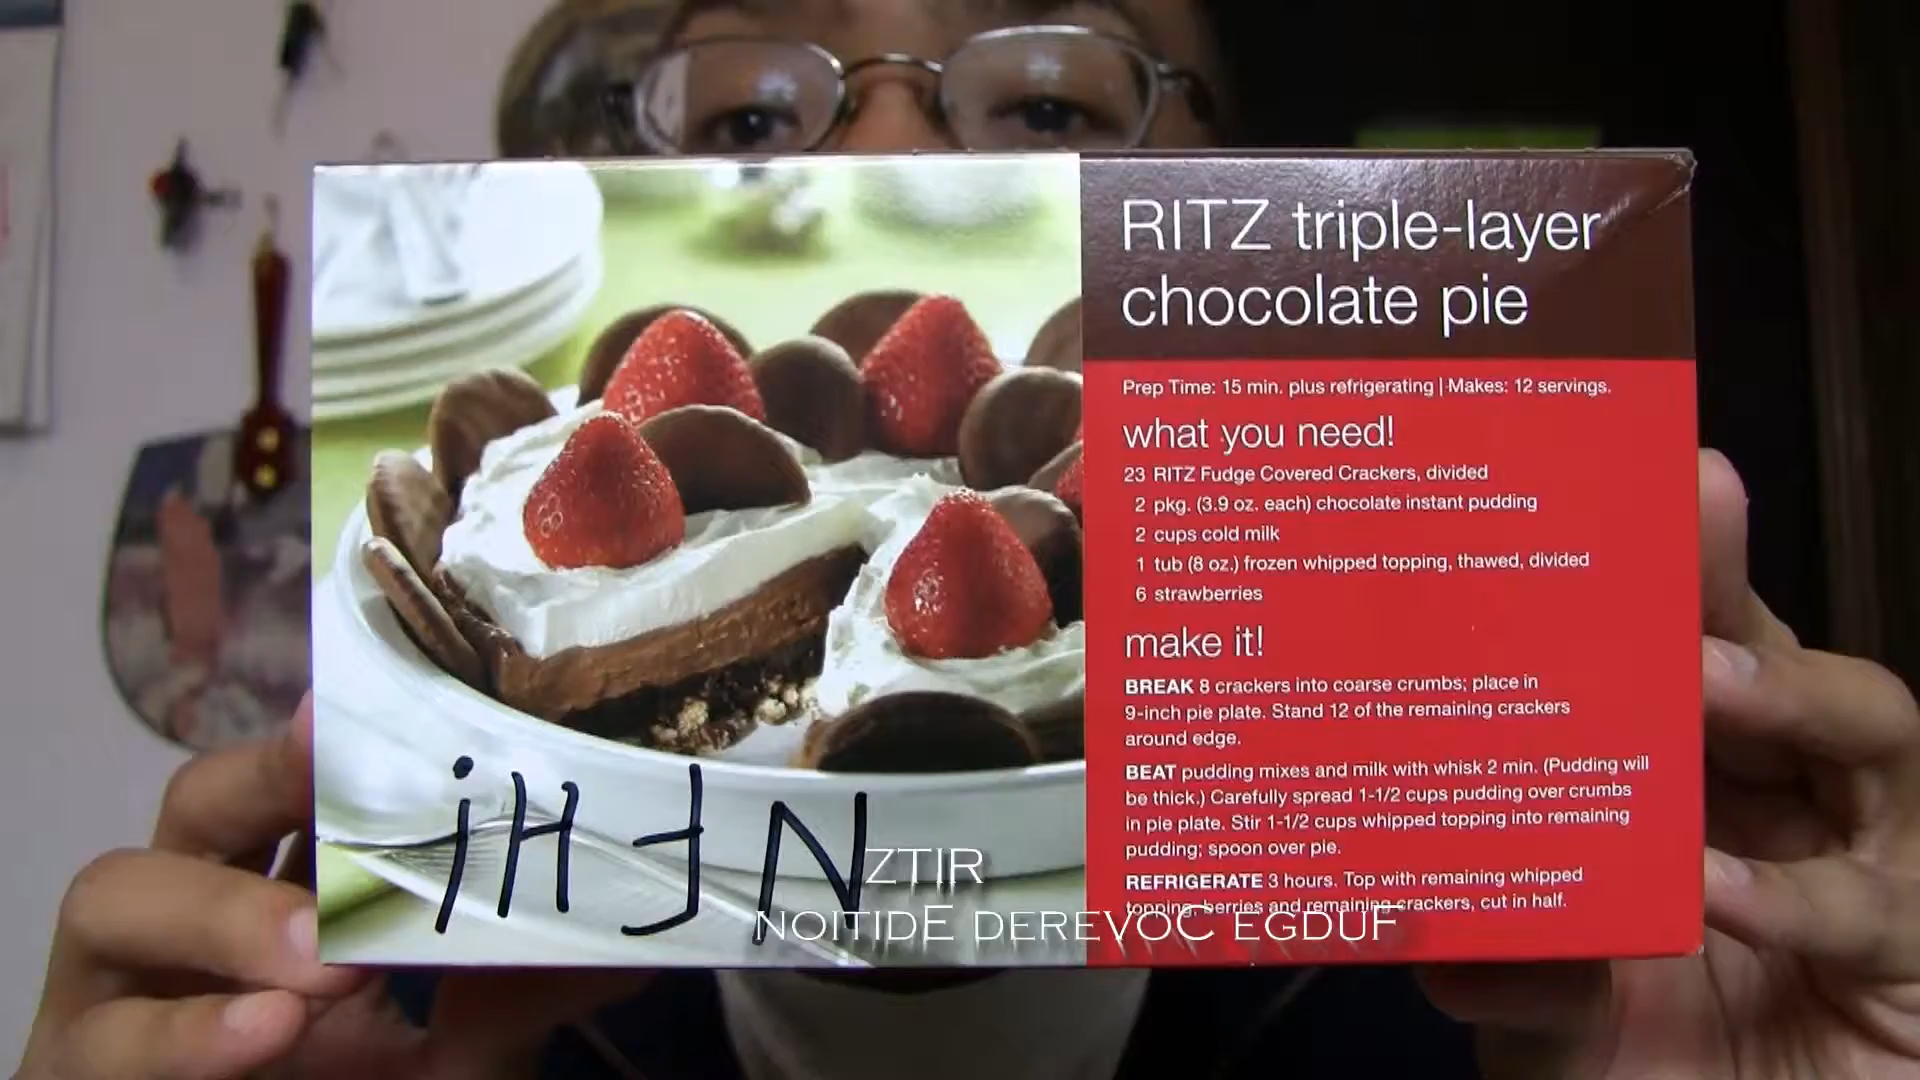 RITZ triple-layer
chocolate pie
Prep Time: 15 min. plus refrigerating | Makes: 12 servings.
what you need!
23 RITZ Fudge Covered Crackers, divided
2 pkg. (3.9 oz. each) chocolate instant pudding
2 cups cold milk
1 tub (8 oz.) frozen whipped topping, thawed, divided
6 strawberries
make it!
BREAK 8 crackers into coarse crumbs; place in
9-inch pie plate. Stand 12 of the remaining crackers
around edge.
BEAT pudding mixes and milk with whisk 2 min. (Pudding will
be thick.) Carefully spread 1-1/2 cups pudding over crumbs
in pie plate. Stir 1-1/2 cups whipped topping into remaining
pudding; spoon over pie.
REFRIGERATE 3 hours. Top with remaining whipped
topping, berries and remaining crackers, cut in half.
ZTIR
NOITIDE DEREVOC EGDUF